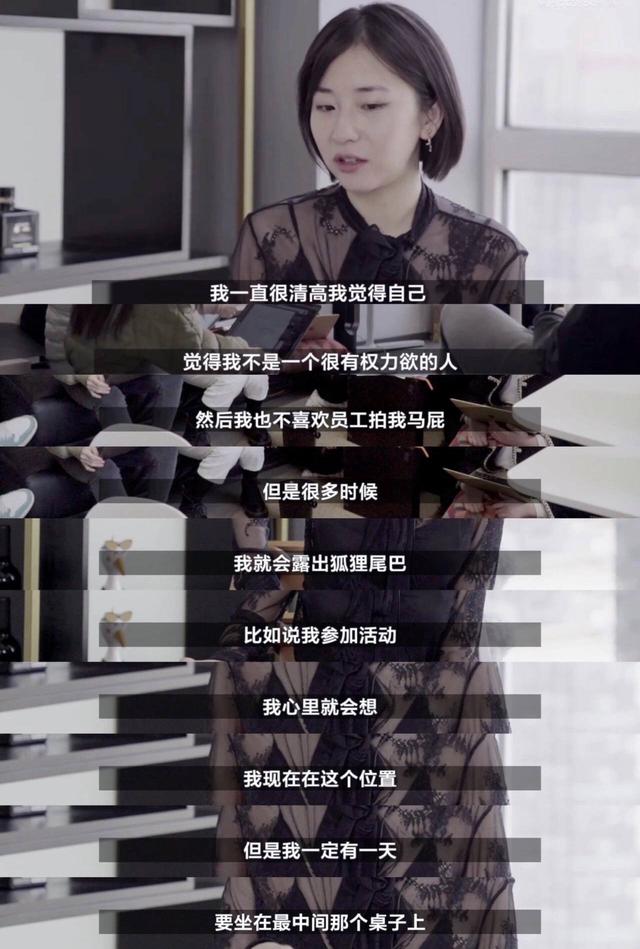 我一直很清高我觉得自己
觉得我不是一个很有权力欲的人
然后我也不喜欢员工拍我马屁
但是很多时候
我就会露出狐狸尾巴
比如说我参加活动
我心里就会想
我现在在这个位置
但是我一定有一天
要坐在最中间那个桌子上